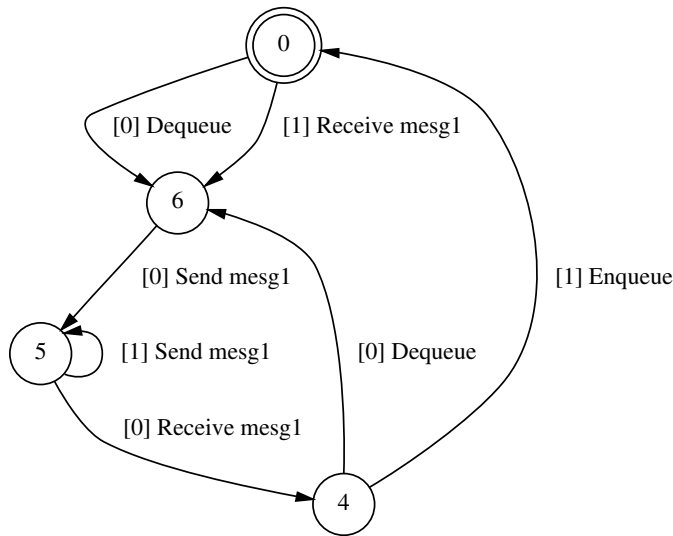 0
[0] Dequeue
[1] Receive mesg1
6
[0] Send mesg1
[1] Enqueue
5
[1] Send mesg1
[0] Dequeue
[0] Receive mesg1
4